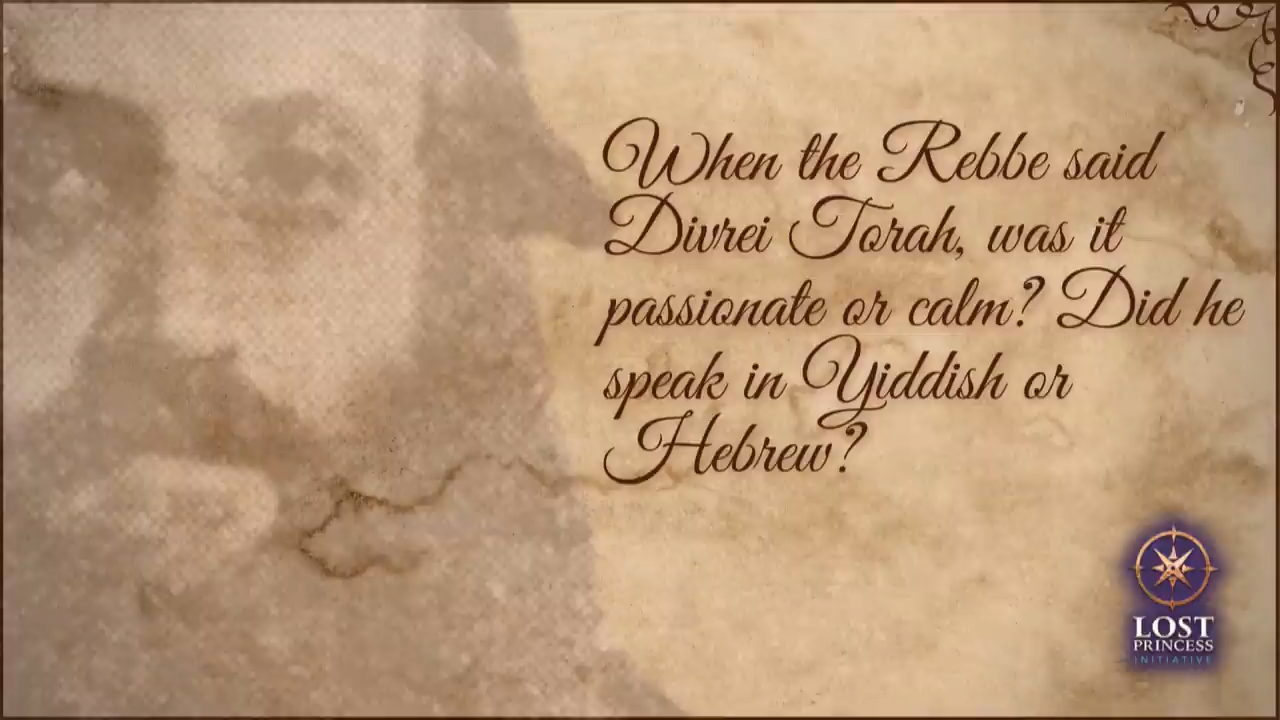 When the Rebbe said
Divrei Torah, was it
passionate or calm? Did he
speak in Yiddish or
Hebrew?
LOST
PRINCESS
INITIATIVE